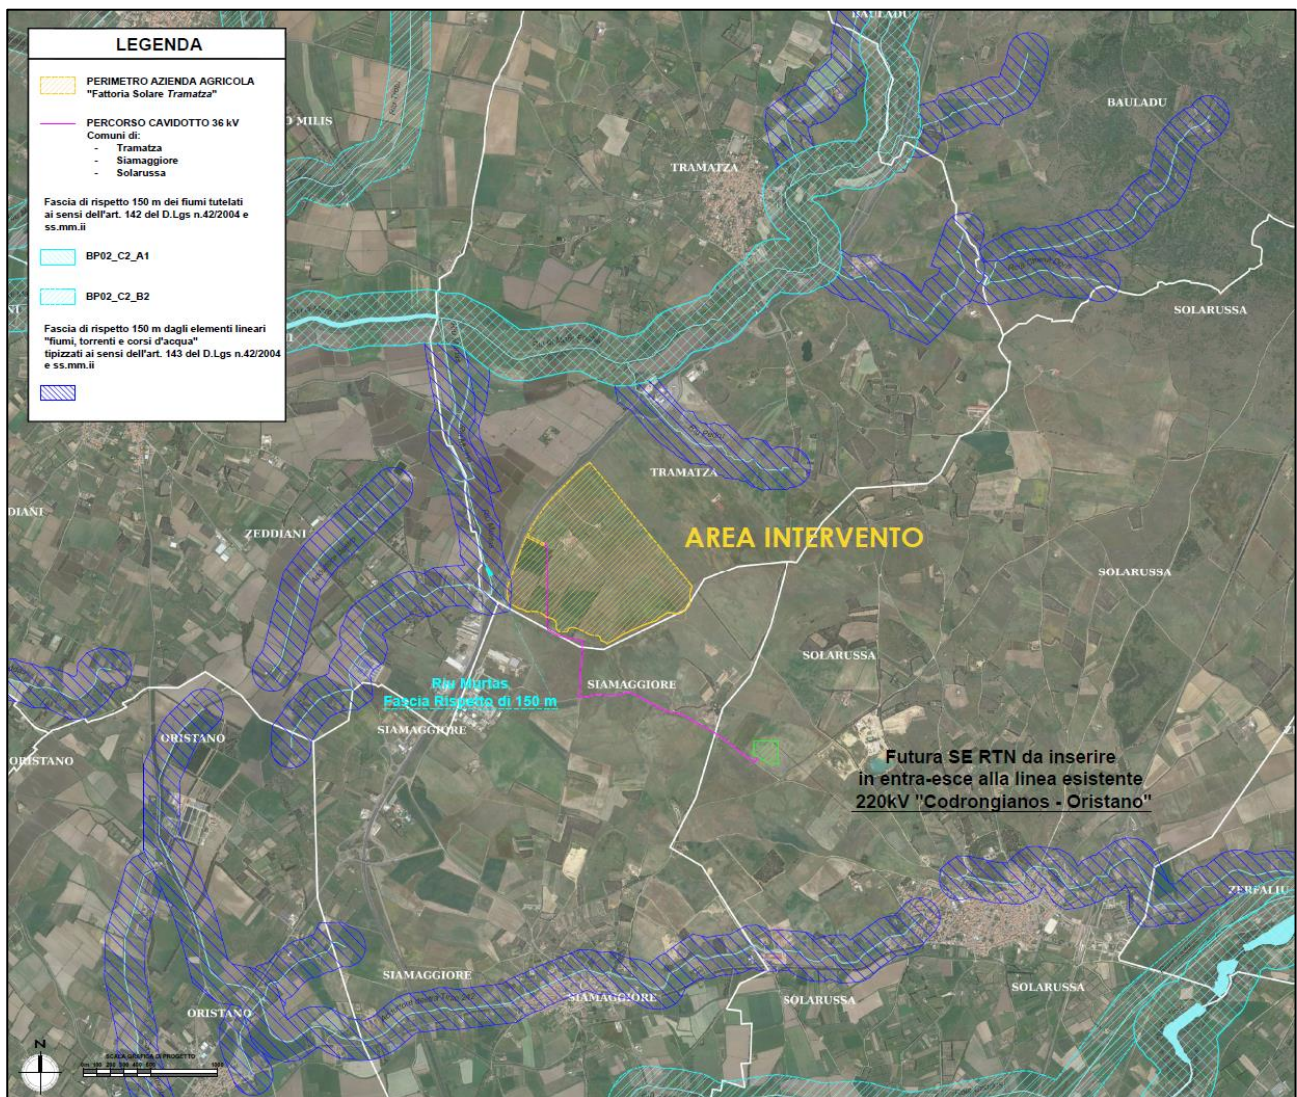 LEGENDA
PERIMETRO AZIENDA AGRICOLA
"Fattoria Solare Tramatza"
PERCORSO CAVIDOTTO 36 kV
Comuni di:
- Tramatza
- Siamaggiore
- Solarussa
Fascia di rispetto 150 m dei fiumi tutelati
ai sensi dell'art. 142 del D.Lgs n.42/2004 e
ss.mm.ii
BP02_C2_A1
BP02_C2_B2
Fascia di rispetto 150 m dagli elementi lineari
"fiumi, torrenti e corsi d'acqua"
tipizzati ai sensi dell'art. 143 del D.Lgs n.42/2004
e ss.mm.ii
BAULADU
BAULADU
O MILIS
TRAMATZA
SOLARUSSA
TRAMATZA
DIANI
ZEDDIANI
AREA INTERVENTO
SOLARUSSA
SOLARUSSA
Riu Murtas
Fascia Rispetto di 150 m
SIAMAGGIORE
SIAMAGGIORE
ORISTANO
ORISTANO
Futura SE RTN da inserire
in entra-esce alla linea esistente
220kV "Codrongianos - Oristano"
ZERFALIU
SIAMAGGIORE
SIAMAGGIORE
SOLARUSSA
SOLARUSSA
ORISTANO
N
SCALA GRAFICA DI PROGETTO